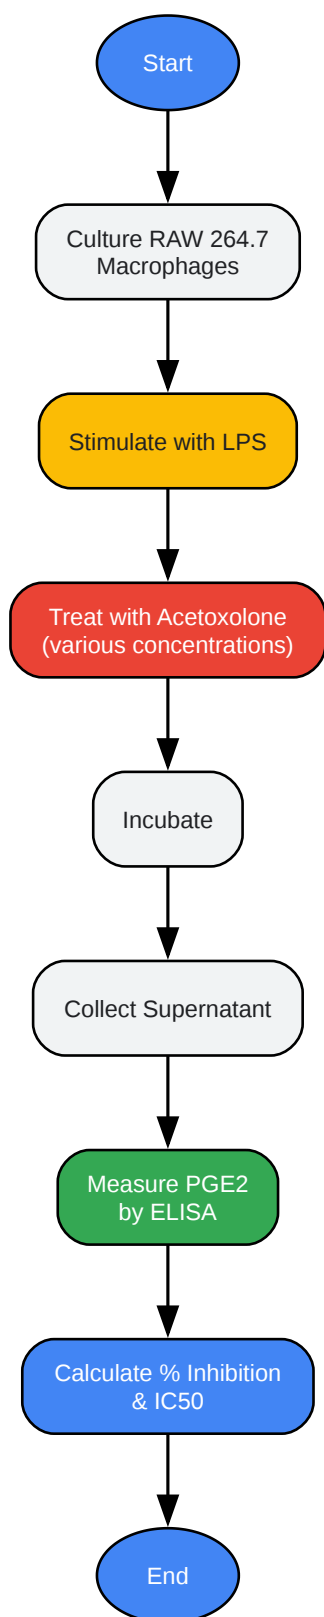 Start
Culture RAW 264.7
Macrophages
Stimulate with LPS
Treat with Acetoxolone
(various concentrations)
Incubate
Collect Supernatant
Measure PGE2
by ELISA
Calculate % Inhibition
& IC50
End